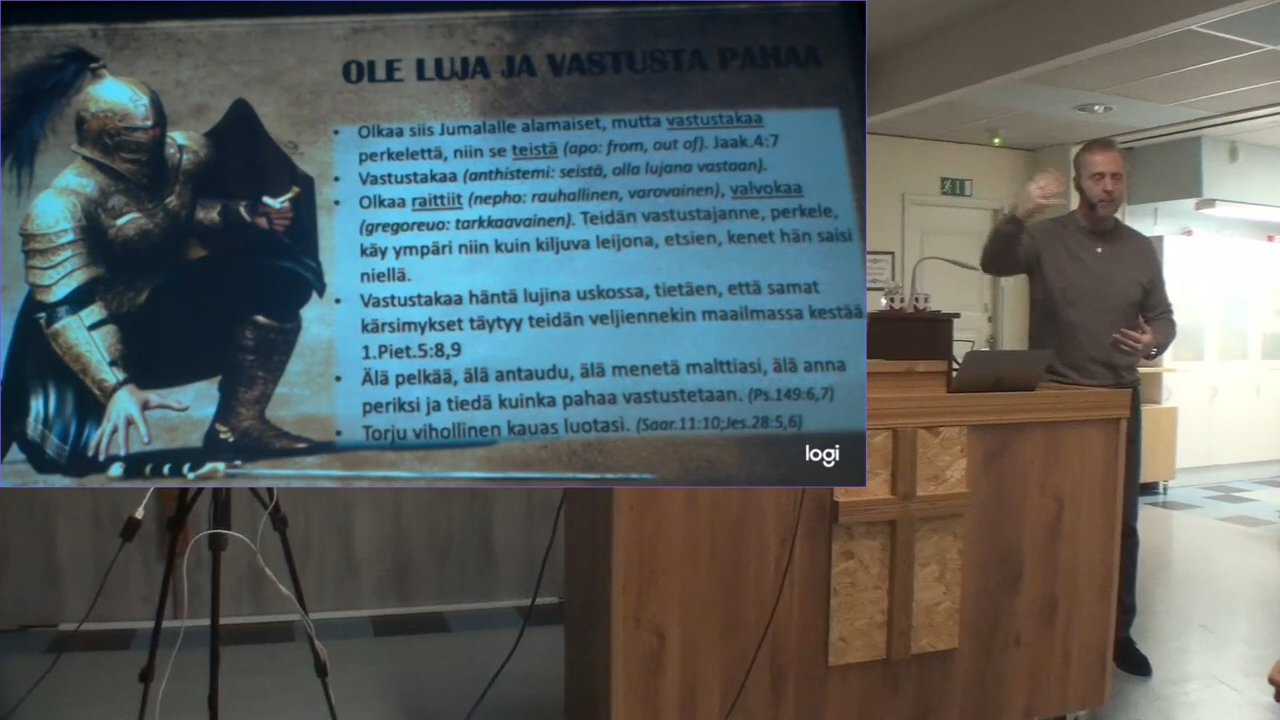 OLE LUJA JA VASTUSTA PAHAA
• Olkaa siis Jumalalle alamaiset, mutta vastustakaa
perkelettä, niin se teistä (apo: from, out of). Jaak.4:7
• Vastustakaa (anthistemi: seistä, olla lujana vastaan).
• Olkaa raittiit (nepho: rauhallinen, varovainen), valvokaa
(gregoreuo: tarkkaavainen). Teidän vastustajanne, perkele,
käy ympäri niin kuin kiljuva leijona, etsien, kenet hän saisi
niellä.
• Vastustakaa häntä lujina uskossa, tietäen, että samat
kärsimykset täytyy teidän veljiennekin maailmassa kestää
1.Piet.5:8,9
• Älä pelkää, älä antaudu, älä menetä malttiasi, älä anna
periksi ja tiedä kuinka pahaa vastustetaan. (Ps.149:6,7)
• Torju vihollinen kauas luotasi. (Saar.11:10;Jes.28:5,6)
logi